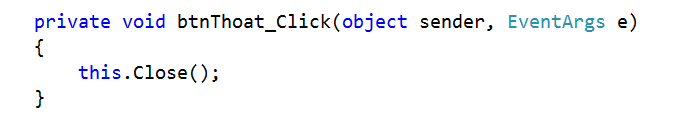 private void btnThoat_Click(object sender, EventArgs e)
{
    this.Close();
}